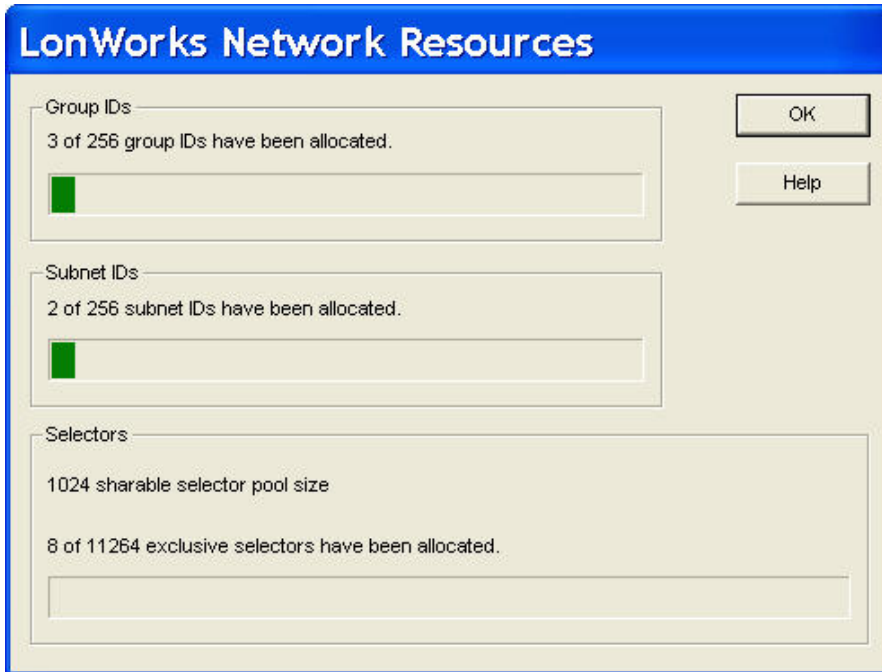 LonWorks Network Resources
Group IDs
3 of 256 group IDs have been allocated.
OK
Help
Subnet IDs
2 of 256 subnet IDs have been allocated.
Selectors
1024 sharable selector pool size
8 of 11264 exclusive selectors have been allocated.